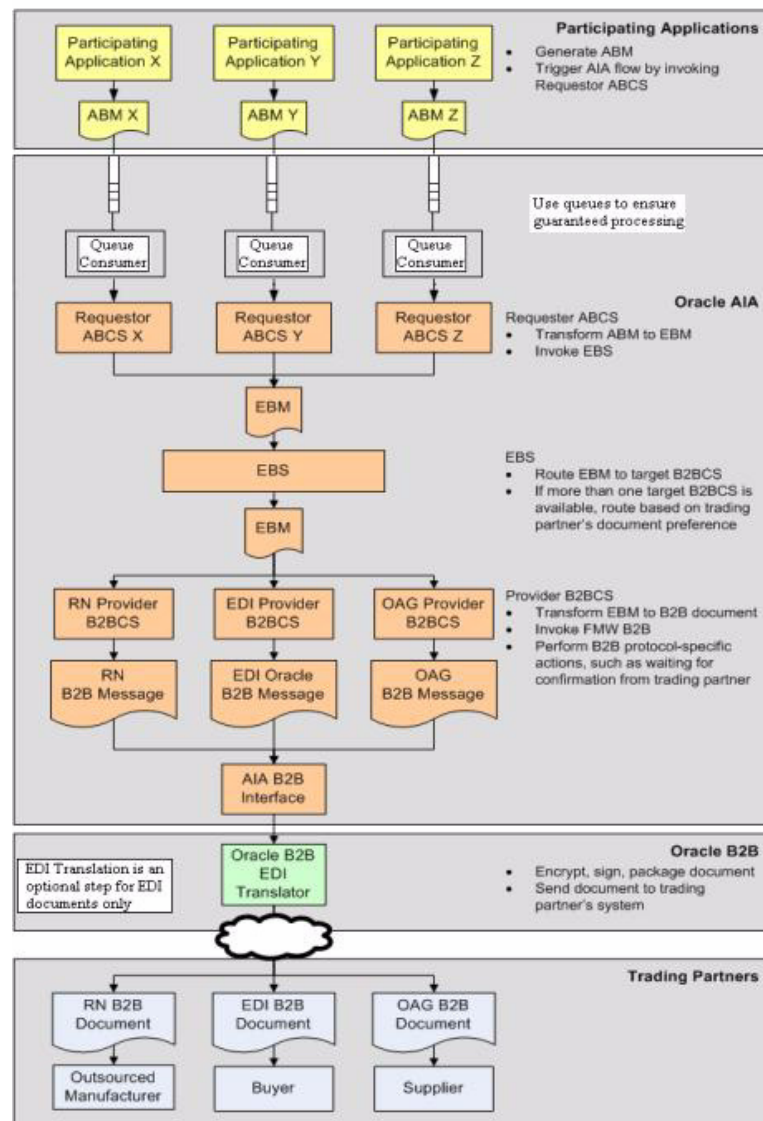 Participating Applications
Participating
Application X
Participating
Application Y
Participating
Application Z
• Generate ABM
• Trigger AIA flow by invoking
Requestor ABCS
ABM X
ABM Y
ABM Z
Use queues to ensure
guaranteed processing
Queue
Consumer
Queue
Consumer
Queue
Consumer
Oracle AIA
Requestor
ABCS X
Requestor
ABCS Y
Requestor
ABCS Z
Requester ABCS
• Transform ABM to EBM
• Invoke EBS
EBM
EBS
EBS
• Route EBM to target B2BCS
• If more than one target B2BCS is
available, route based on trading
partner's document preference
EBM
RN Provider
B2BCS
EDI Provider
B2BCS
OAG Provider
B2BCS
Provider B2BCS
• Transform EBM to B2B document
• Invoke FMW B2B
• Perform B2B protocol-specific
actions, such as waiting for
confirmation from trading partner
RN
B2B Message
EDI Oracle
B2B Message
OAG
B2B Message
AIA B2B
Interface
Oracle B2B
EDI Translation is an
optional step for EDI
documents only
Oracle B2B
EDI
Translator
• Encrypt, sign, package document
• Send document to trading
partner's system
Trading Partners
RN B2B
Document
EDI B2B
Document
OAG B2B
Document
Outsourced
Manufacturer
Buyer
Supplier